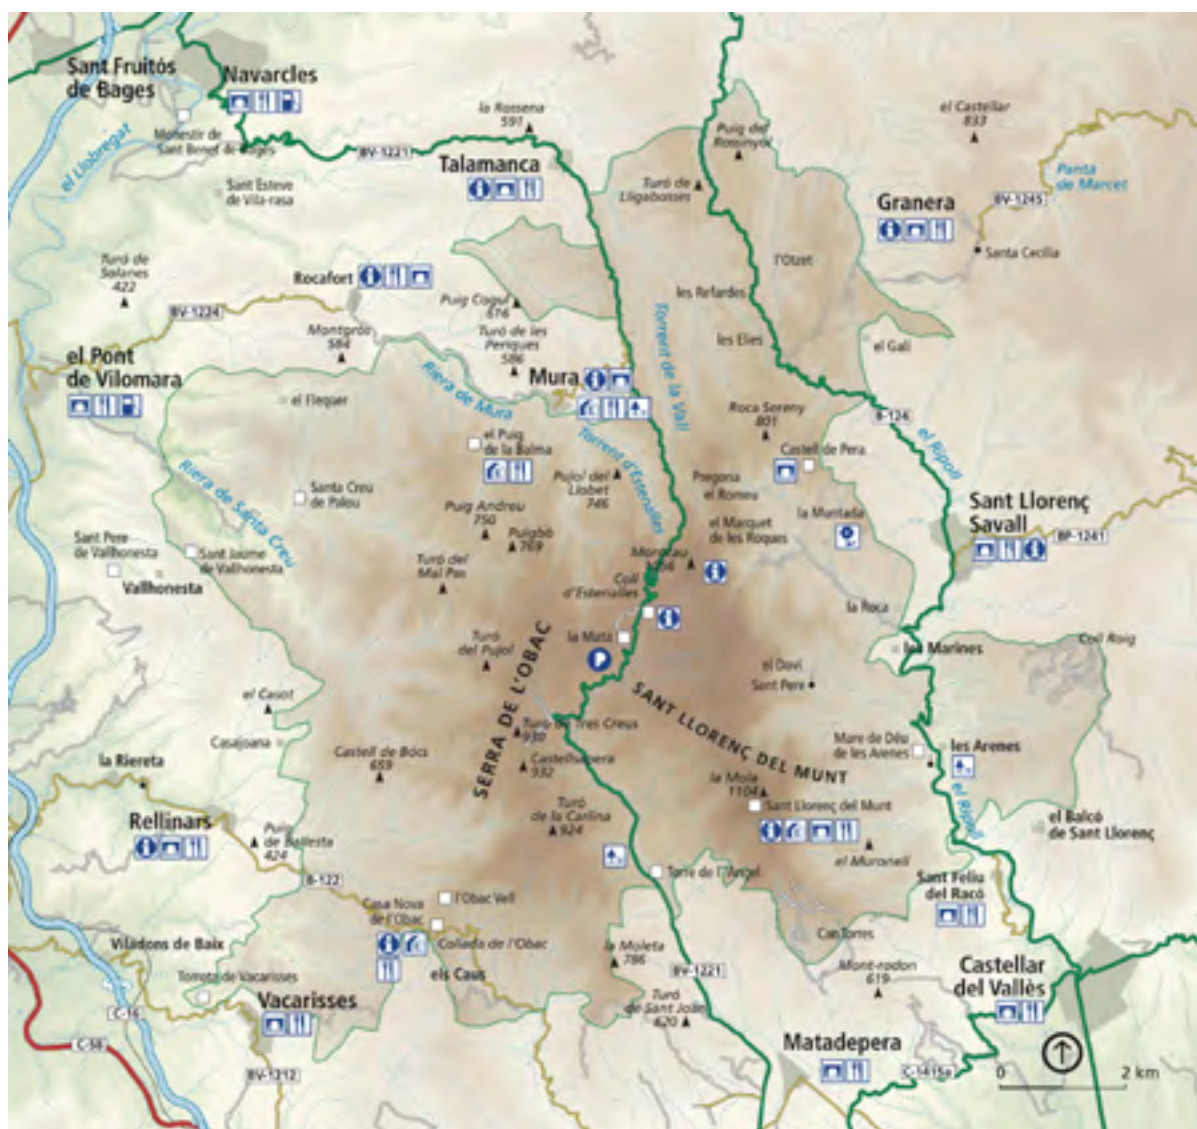 Sant Fruitós
de Bages
Navarcles
el Llobregat
Monestir de
Sant Benet de Bages
BV-1221
la Rossena
591
Talamanca
Sant Esteve
de Vila-rasa
Puig del
Rossinyol
Turó de
Lligabosses
el Castellar
833
Pantà
de Marcet
BV-1245
Granera
Santa Cecília
Turó de
Solanes
422
Rocafort
BV-1224
Montgròs
584
Puig Cogul
616
Turó de les
Periques
586
Torrent de la Vall
les Refardes
l'Otzet
les Elies
el Galí
el Pont
de Vilomara
el Flequer
Riera de Mura
Mura
Torrent d'Estenalles
Roca Sereny
801
Castell de Pera
B-124
el Ripoll
el Puig
de la Balma
Riera de Santa Creu
Santa Creu
de Palou
Pujol del
Llobet
746
Puig Andreu
750
Puigbó
769
Pregona
el Romeu
el Marquet
de les Roques
la Muntada
Sant Llorenç
Savall
BP-1241
Sant Pere
de Vallhonesta
Sant Jaume
de Vallhonesta
Vallhonesta
Turó del
Mal Pas
Montcau
1056
Coll
d'Estenalles
la Roca
la Mata
P
Turó
del Pujol
SERRA DE L'OBAC
SANT LLORENÇ DEL MUNT
el Daví
Sant Pere
les Marines
Coll Roig
el Casot
Casajoana
Turó de Tres Creus
930
Castellsapera
932
Castell de Bocs
659
Mare de Déu
de les Arenes
les Arenes
el Ripoll
la Riereta
Rellinars
Puig
de Ballesta
424
Turó
de la Carlina
924
la Mola
1104
Sant Llorenç del Munt
el Muronell
el Balcó
de Sant Llorenç
B-122
Casa Nova
de l'Obac
l'Obac Vell
Torre de l'Àngel
Sant Feliu
del Racó
Colada de l'Obac
els Caus
la Moleta
786
Can Torres
Viladoms de Baix
Torrota de Vacarisses
C-16
Vacarisses
C-58
BV-1212
BV-1221
Turó
de Sant Joan
620
Mont-rodon
619
Castellar
del Vallès
Matadepera
C-1415a
0
2 km